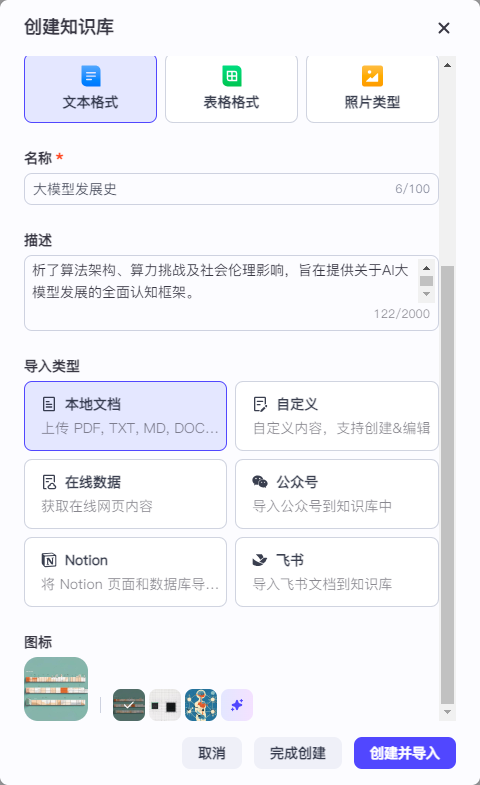 创建知识库
文本格式
表格格式
照片类型
名称 *
大模型发展史
6/100
描述
析了算法架构、算力挑战及社会伦理影响，旨在提供关于AI大
模型发展的全面认知框架。
122/2000
导入类型
本地文档
上传 PDF, TXT, MD, DOC...
自定义
自定义内容，支持创建&编辑
在线数据
获取在线网页内容
公众号
导入公众号到知识库中
Notion
将 Notion 页面和数据库导...
飞书
导入飞书文档到知识库
图标
取消
完成创建
创建并导入